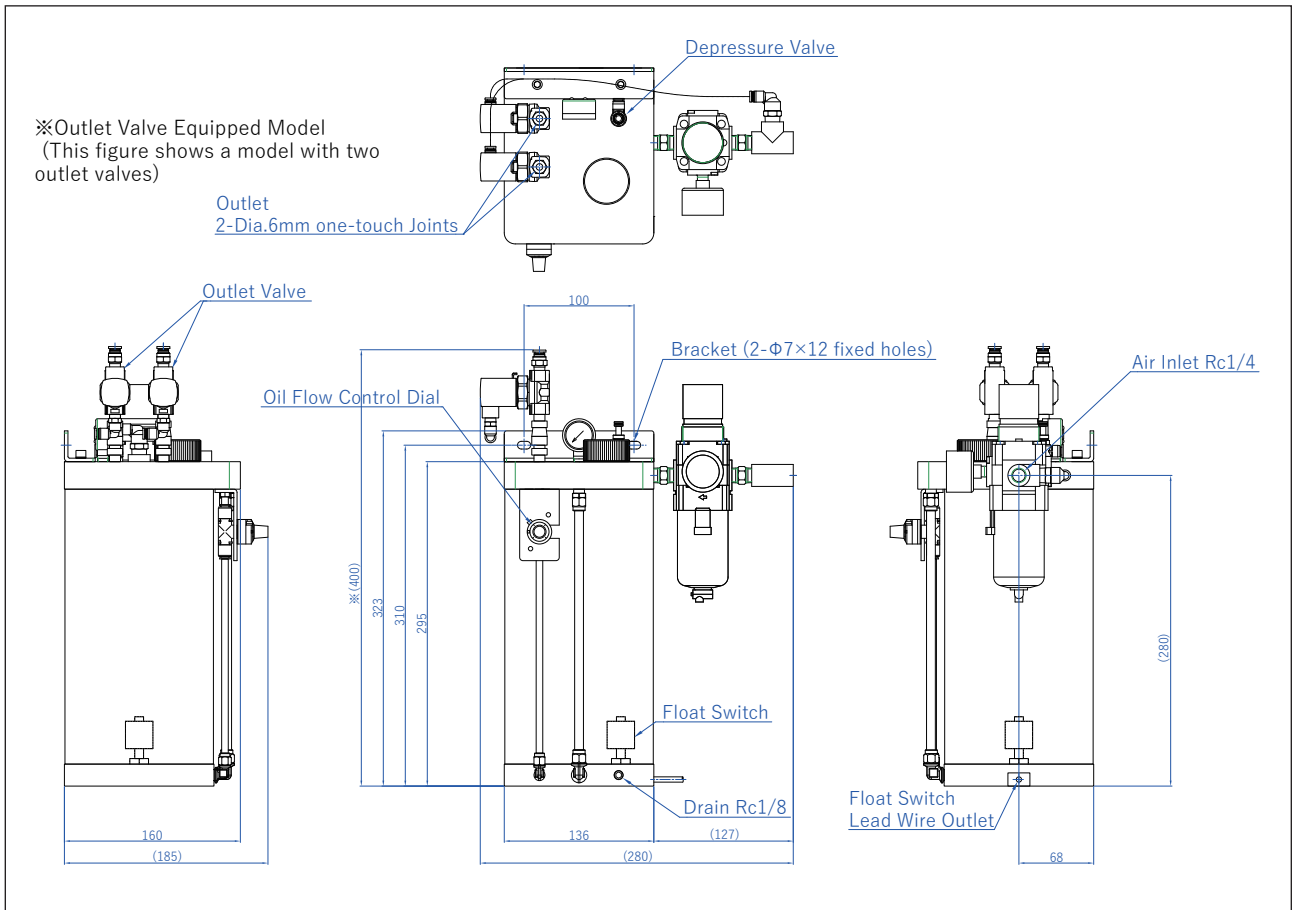 Depressure Valve
※Outlet Valve Equipped Model
(This figure shows a model with two
outlet valves)
Outlet
2-Dia.6mm one-touch Joints
Outlet Valve
100
Bracket (2-Φ7×12 fixed holes)
Air Inlet Rc1/4
Oil Flow Control Dial
※(400)
323
310
295
(280)
Float Switch
Drain Rc1/8
Float Switch
Lead Wire Outlet
160
(185)
136
(127)
(280)
68